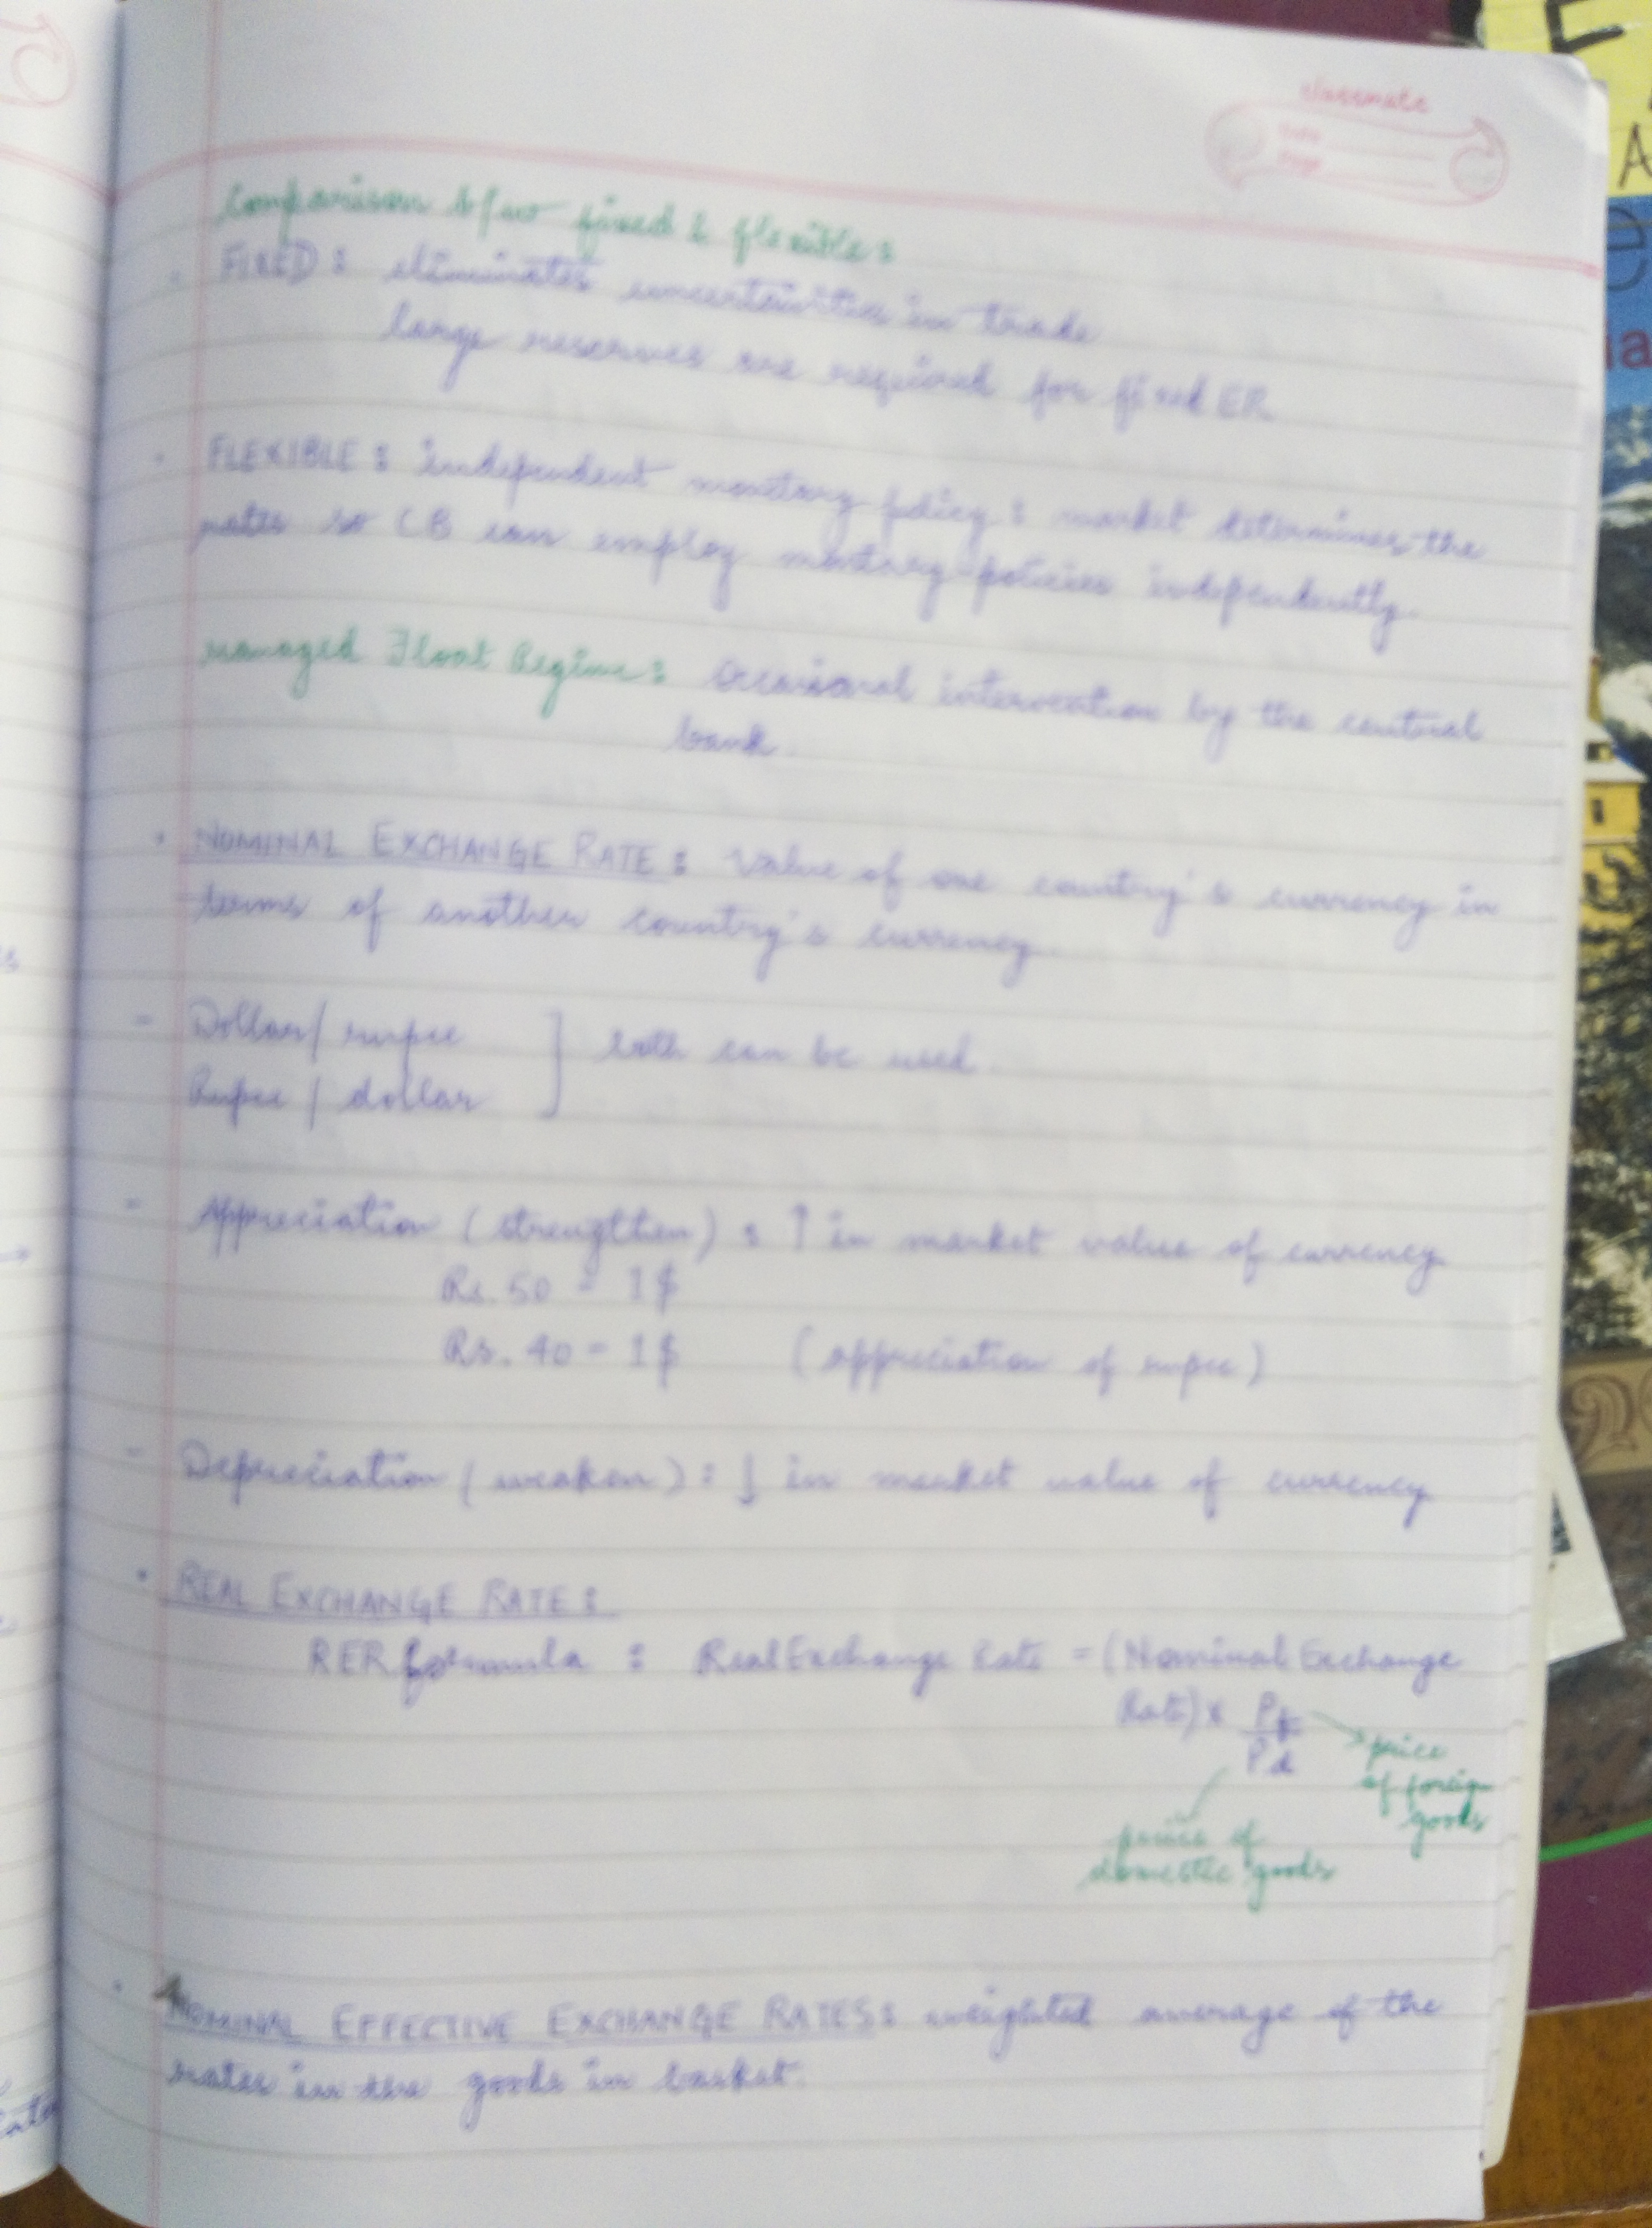 classmate
Date
Page
Comparison b/wo fixed & flexible:
- FIXED: eliminates uncertainities in trade
large reserves are required for fixed ER
· FLEXIBLE: independent monetary policy: market determines the
rates so CB can employ monetary policies independently.
Managed Float Regime: Occasional intervention by the central
bank.
· NOMINAL EXCHANGE RATE: Value of one country's currency in
terms of another country's currency.
- Dollar/ rupee ] both can be used.
Rupee / dollar
- Appreciation (strengthen): ↑ in market value of currency
Rs. 50 = 1$
Rs. 40 = 1$ (appreciation of rupee)
- Depreciation (weaken): ↓ in market value of currency
· REAL EXCHANGE RATE:
RER formula : Real Exchange Rate = (Nominal Exchange
Rate) x Pf / Pd
price
of foreign
goods
price of
domestic goods
· NOMINAL EFFECTIVE EXCHANGE RATES: weighted average of the
rates in the goods in basket.